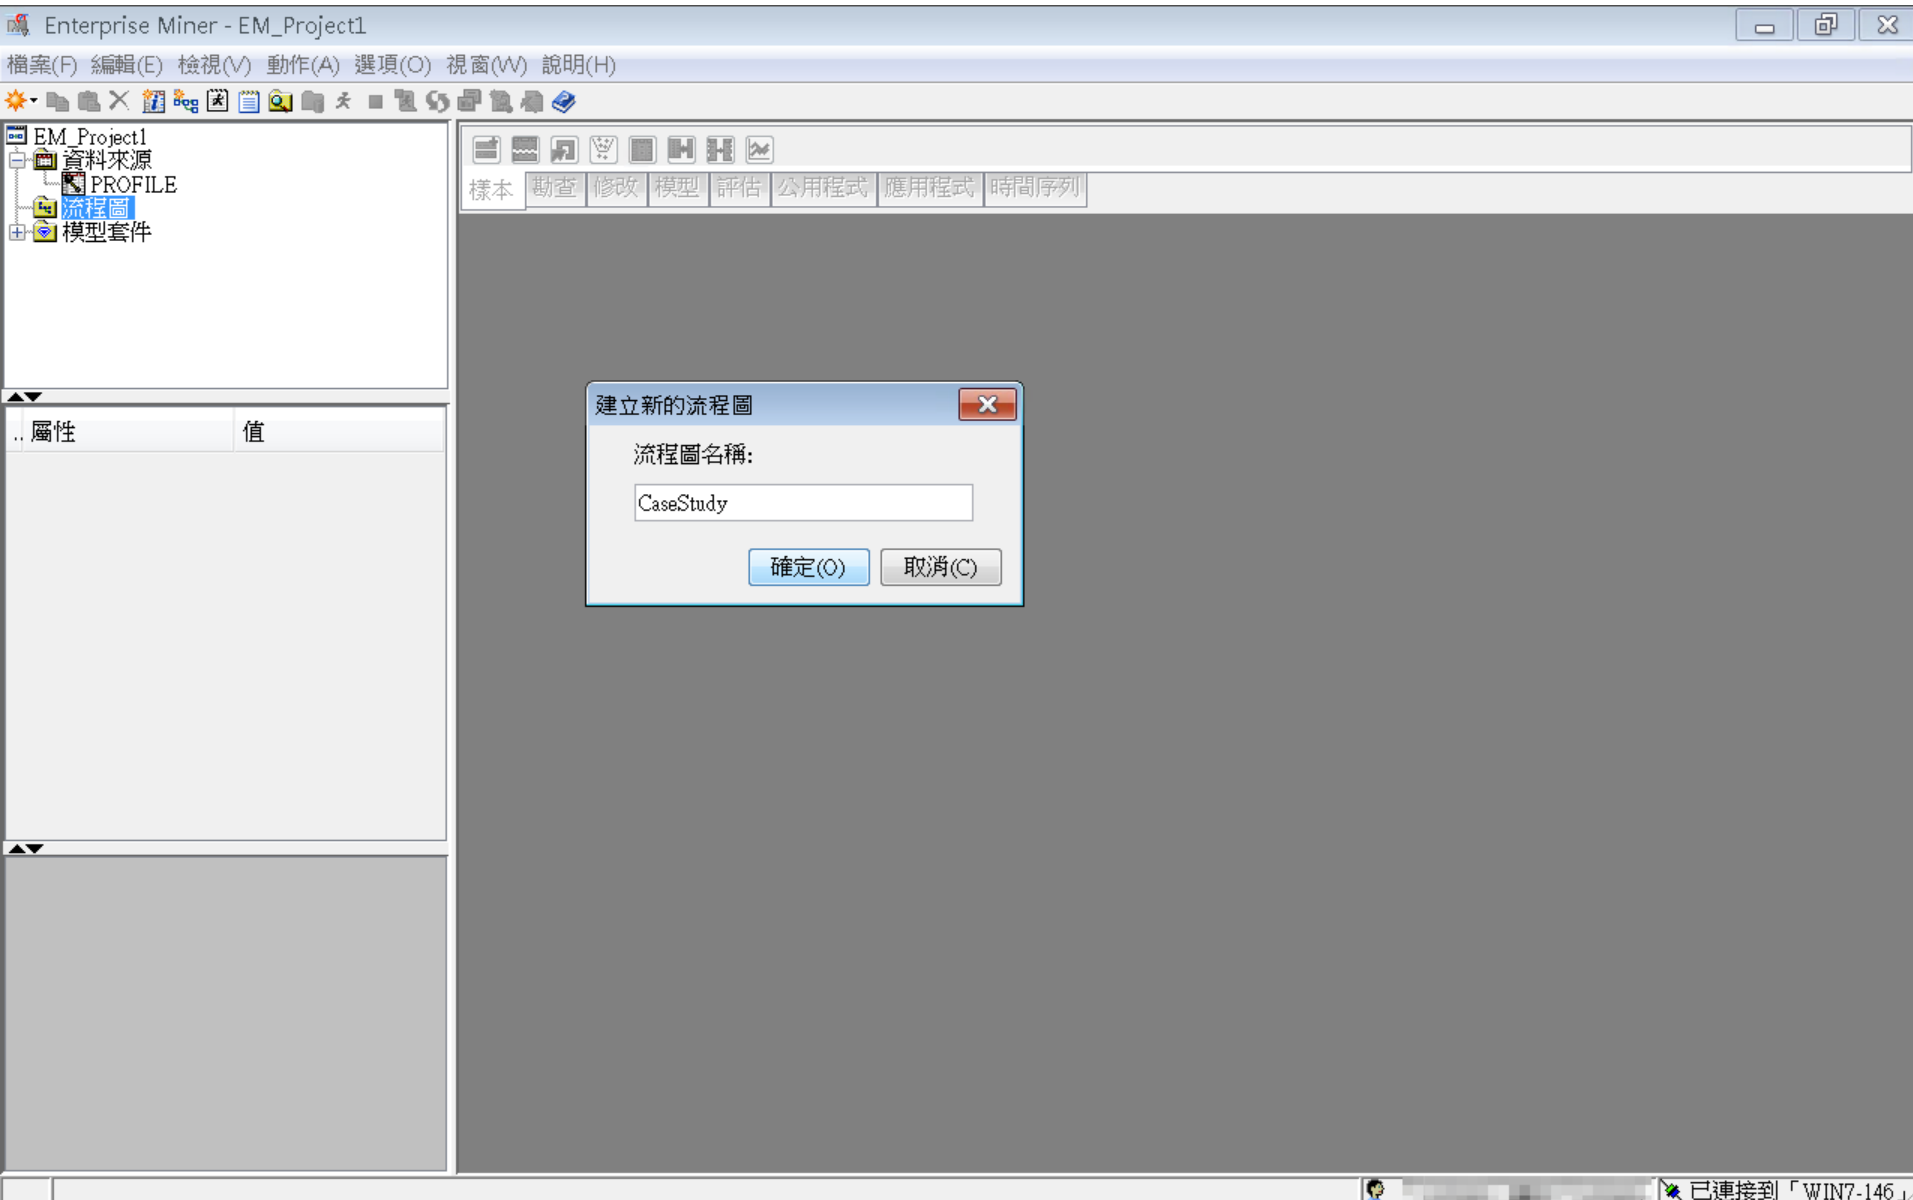 Enterprise Miner - EM_Project1
檔案(F) 編輯(E) 檢視(V) 動作(A) 選項(O) 視窗(W) 說明(H)
EM_Project1
資料來源
PROFILE
流程圖
模型套件
樣本 勘查 修改 模型 評估 公用程式 應用程式 時間序列
.. 屬性 值
建立新的流程圖
流程圖名稱:
CaseStudy
確定(O) 取消(C)
已連接到「WIN7-146」